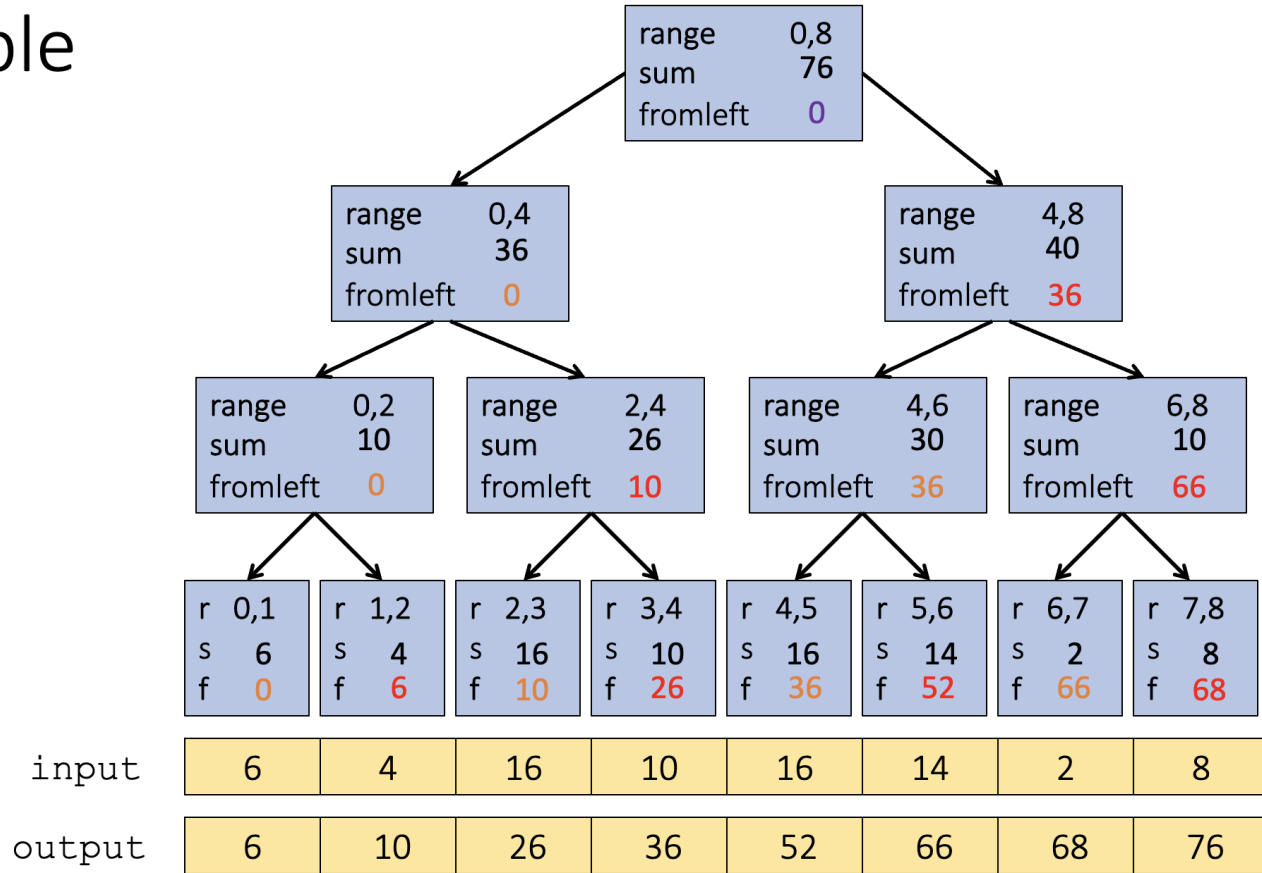 ple
range 0,8
sum 76
fromleft 0
range 0,4
sum 36
fromleft 0
range 4,8
sum 40
fromleft 36
range 0,2
sum 10
fromleft 0
range 2,4
sum 26
fromleft 10
range 4,6
sum 30
fromleft 36
range 6,8
sum 10
fromleft 66
r 0,1
s 6
f 0
r 1,2
s 4
f 6
r 2,3
s 16
f 10
r 3,4
s 10
f 26
r 4,5
s 16
f 36
r 5,6
s 14
f 52
r 6,7
s 2
f 66
r 7,8
s 8
f 68
input 6 4 16 10 16 14 2 8
output 6 10 26 36 52 66 68 76